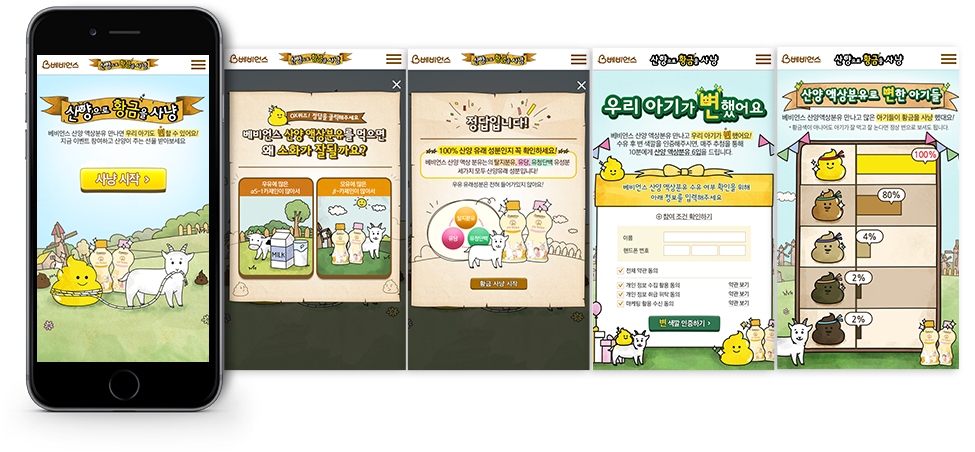 베비언스
산양으로 황금을 사냥
산양으로 황금을 사냥
베비언스 산양 액상분유 만나면 우리 아기도 변 할 수 있어요!
지금 이벤트 참여하고 산양이 주는 선물 받아보세요
사냥 시작 >
베비언스
산양으로 황금을 사냥
OX퀴즈! 정답을 클릭해주세요
베비언스 산양 액상분유를 먹으면
왜 소화가 잘될까요?
우유에 많은
αS-1카제인이 많아서
모유에 많은
β-카제인이 많아서
MILK
베비언스
산양으로 황금을 사냥
정답입니다!
100% 산양 유래 성분인지 꼭 확인하세요!
베비언스 산양 액상 분유는의 탈지분유, 유당, 유청단백 유성분
세가지 모두 산양유래 성분입니다!
우유 유래성분은 전혀 들어가있지 않아요!
탈지분유
유당
유청단백
황금 사냥 시작
베비언스
산양으로 황금을 사냥
우리 아기가 변했어요
베비언스 산양 액상분유 만나고 우리 아기가 변했어요!
수유 후 변 색깔을 인증해주시면, 매주 추첨을 통해
10분에게 산양 액상분유 6입을 드립니다.
베비언스 산양 액상분유 수유 여부 확인을 위해
아래 정보를 입력해주세요
참여 조건 확인하기
이름
핸드폰 번호
전체 약관 동의
개인 정보 수집 활용 동의 약관 보기
개인 정보 취급 위탁 동의 약관 보기
마케팅 활용 수신 동의 약관 보기
변 색깔 인증하기 >
베비언스
산양으로 황금을 사냥
산양 액상분유로 변한 아기들
베비언스 산양 액상분유 만나고 많은 아기들이 황금을 사냥 했데요!
* 황금색이 아니어도 아기가 잘 먹고 잘 논다면 정상 변으로 보셔도 됩니다.
100%
80%
4%
2%
2%